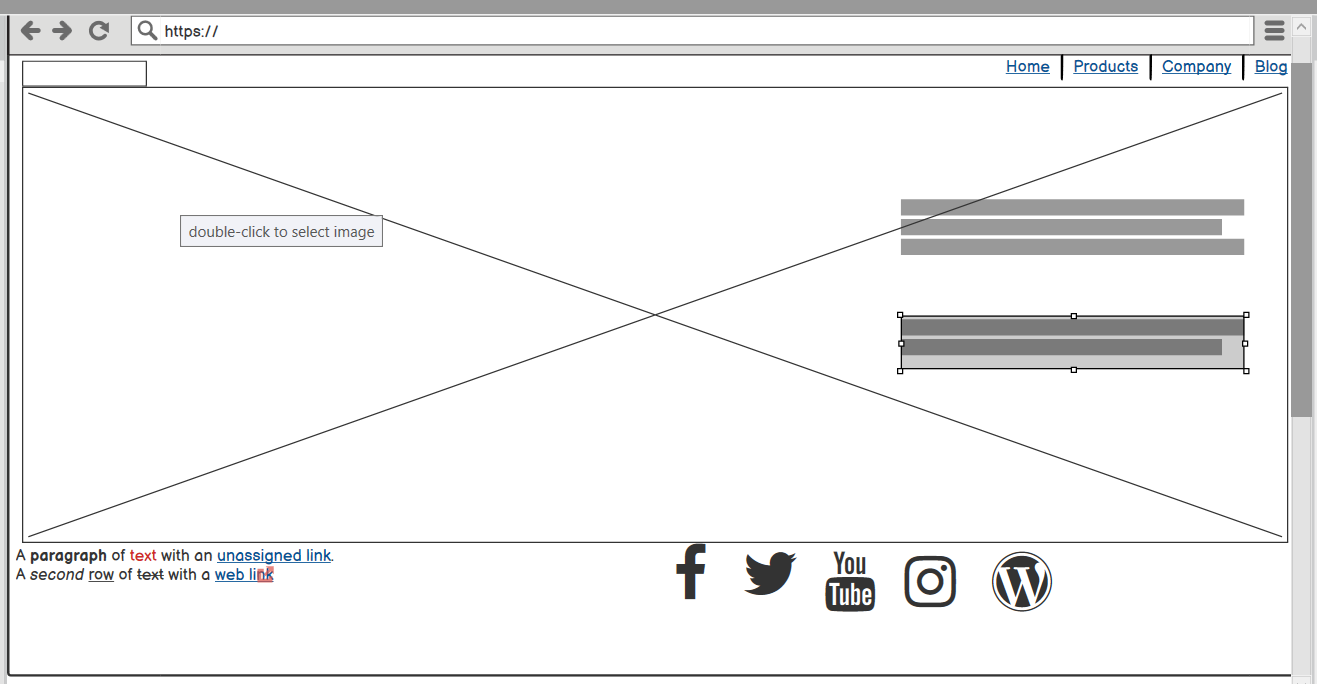 https://
Home Products Company Blog
double-click to select image
A paragraph of text with an unassigned link.
A second row of text with a web link
You
Tube